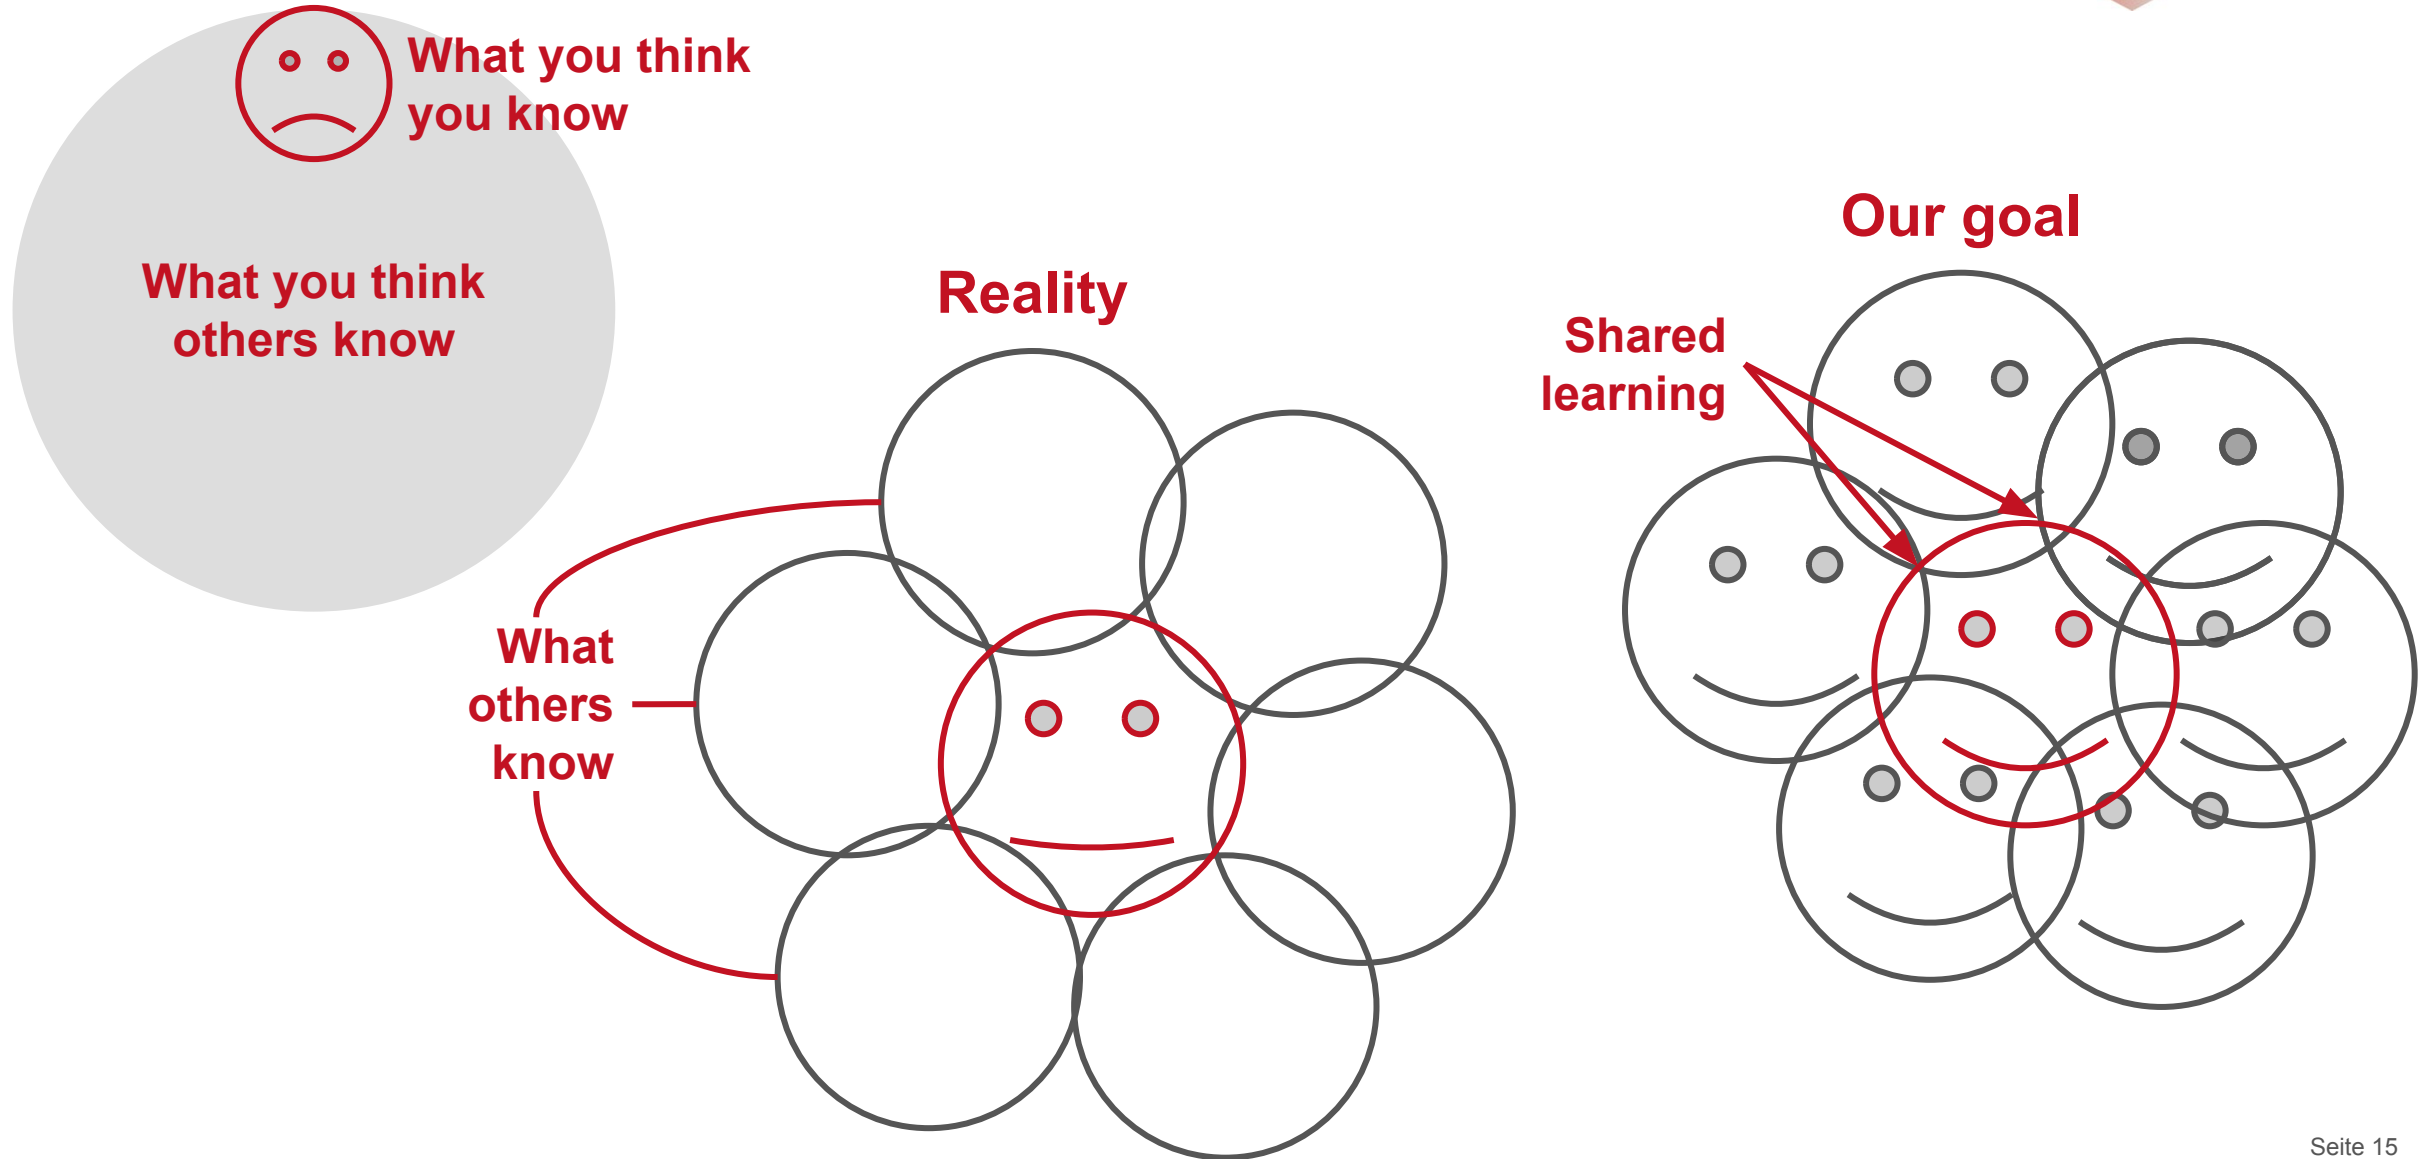 What you think
you know
What you think
others know
Reality
What
others
know
Our goal
Shared
learning
Seite 15